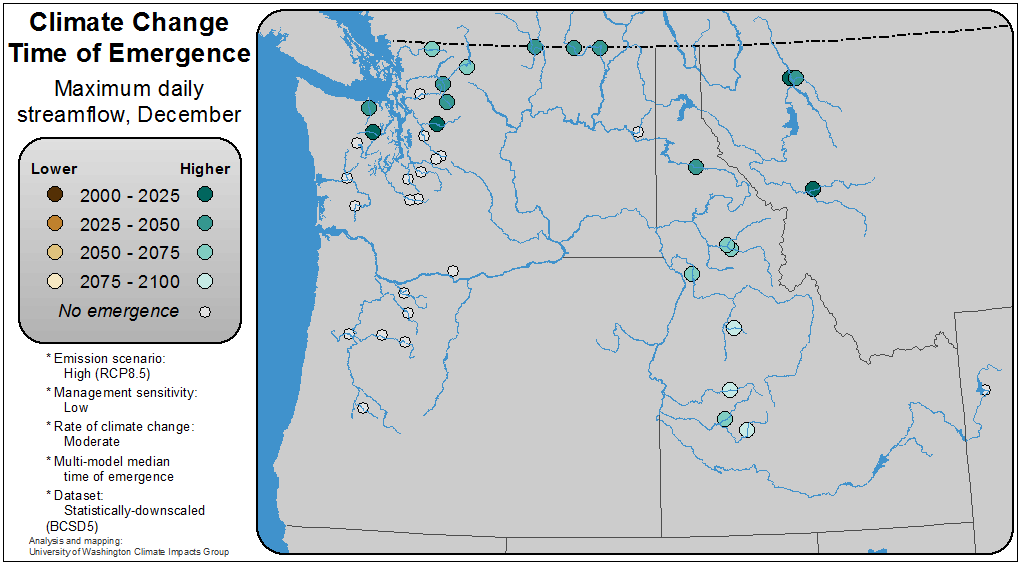 Climate Change
Time of Emergence
Maximum daily
streamflow, December
Lower Higher
2000 - 2025
2025 - 2050
2050 - 2075
2075 - 2100
No emergence
* Emission scenario:
High (RCP8.5)
* Management sensitivity:
Low
* Rate of climate change:
Moderate
* Multi-model median
time of emergence
* Dataset:
Statistically-downscaled
(BCSD5)
Analysis and mapping:
University of Washington Climate Impacts Group